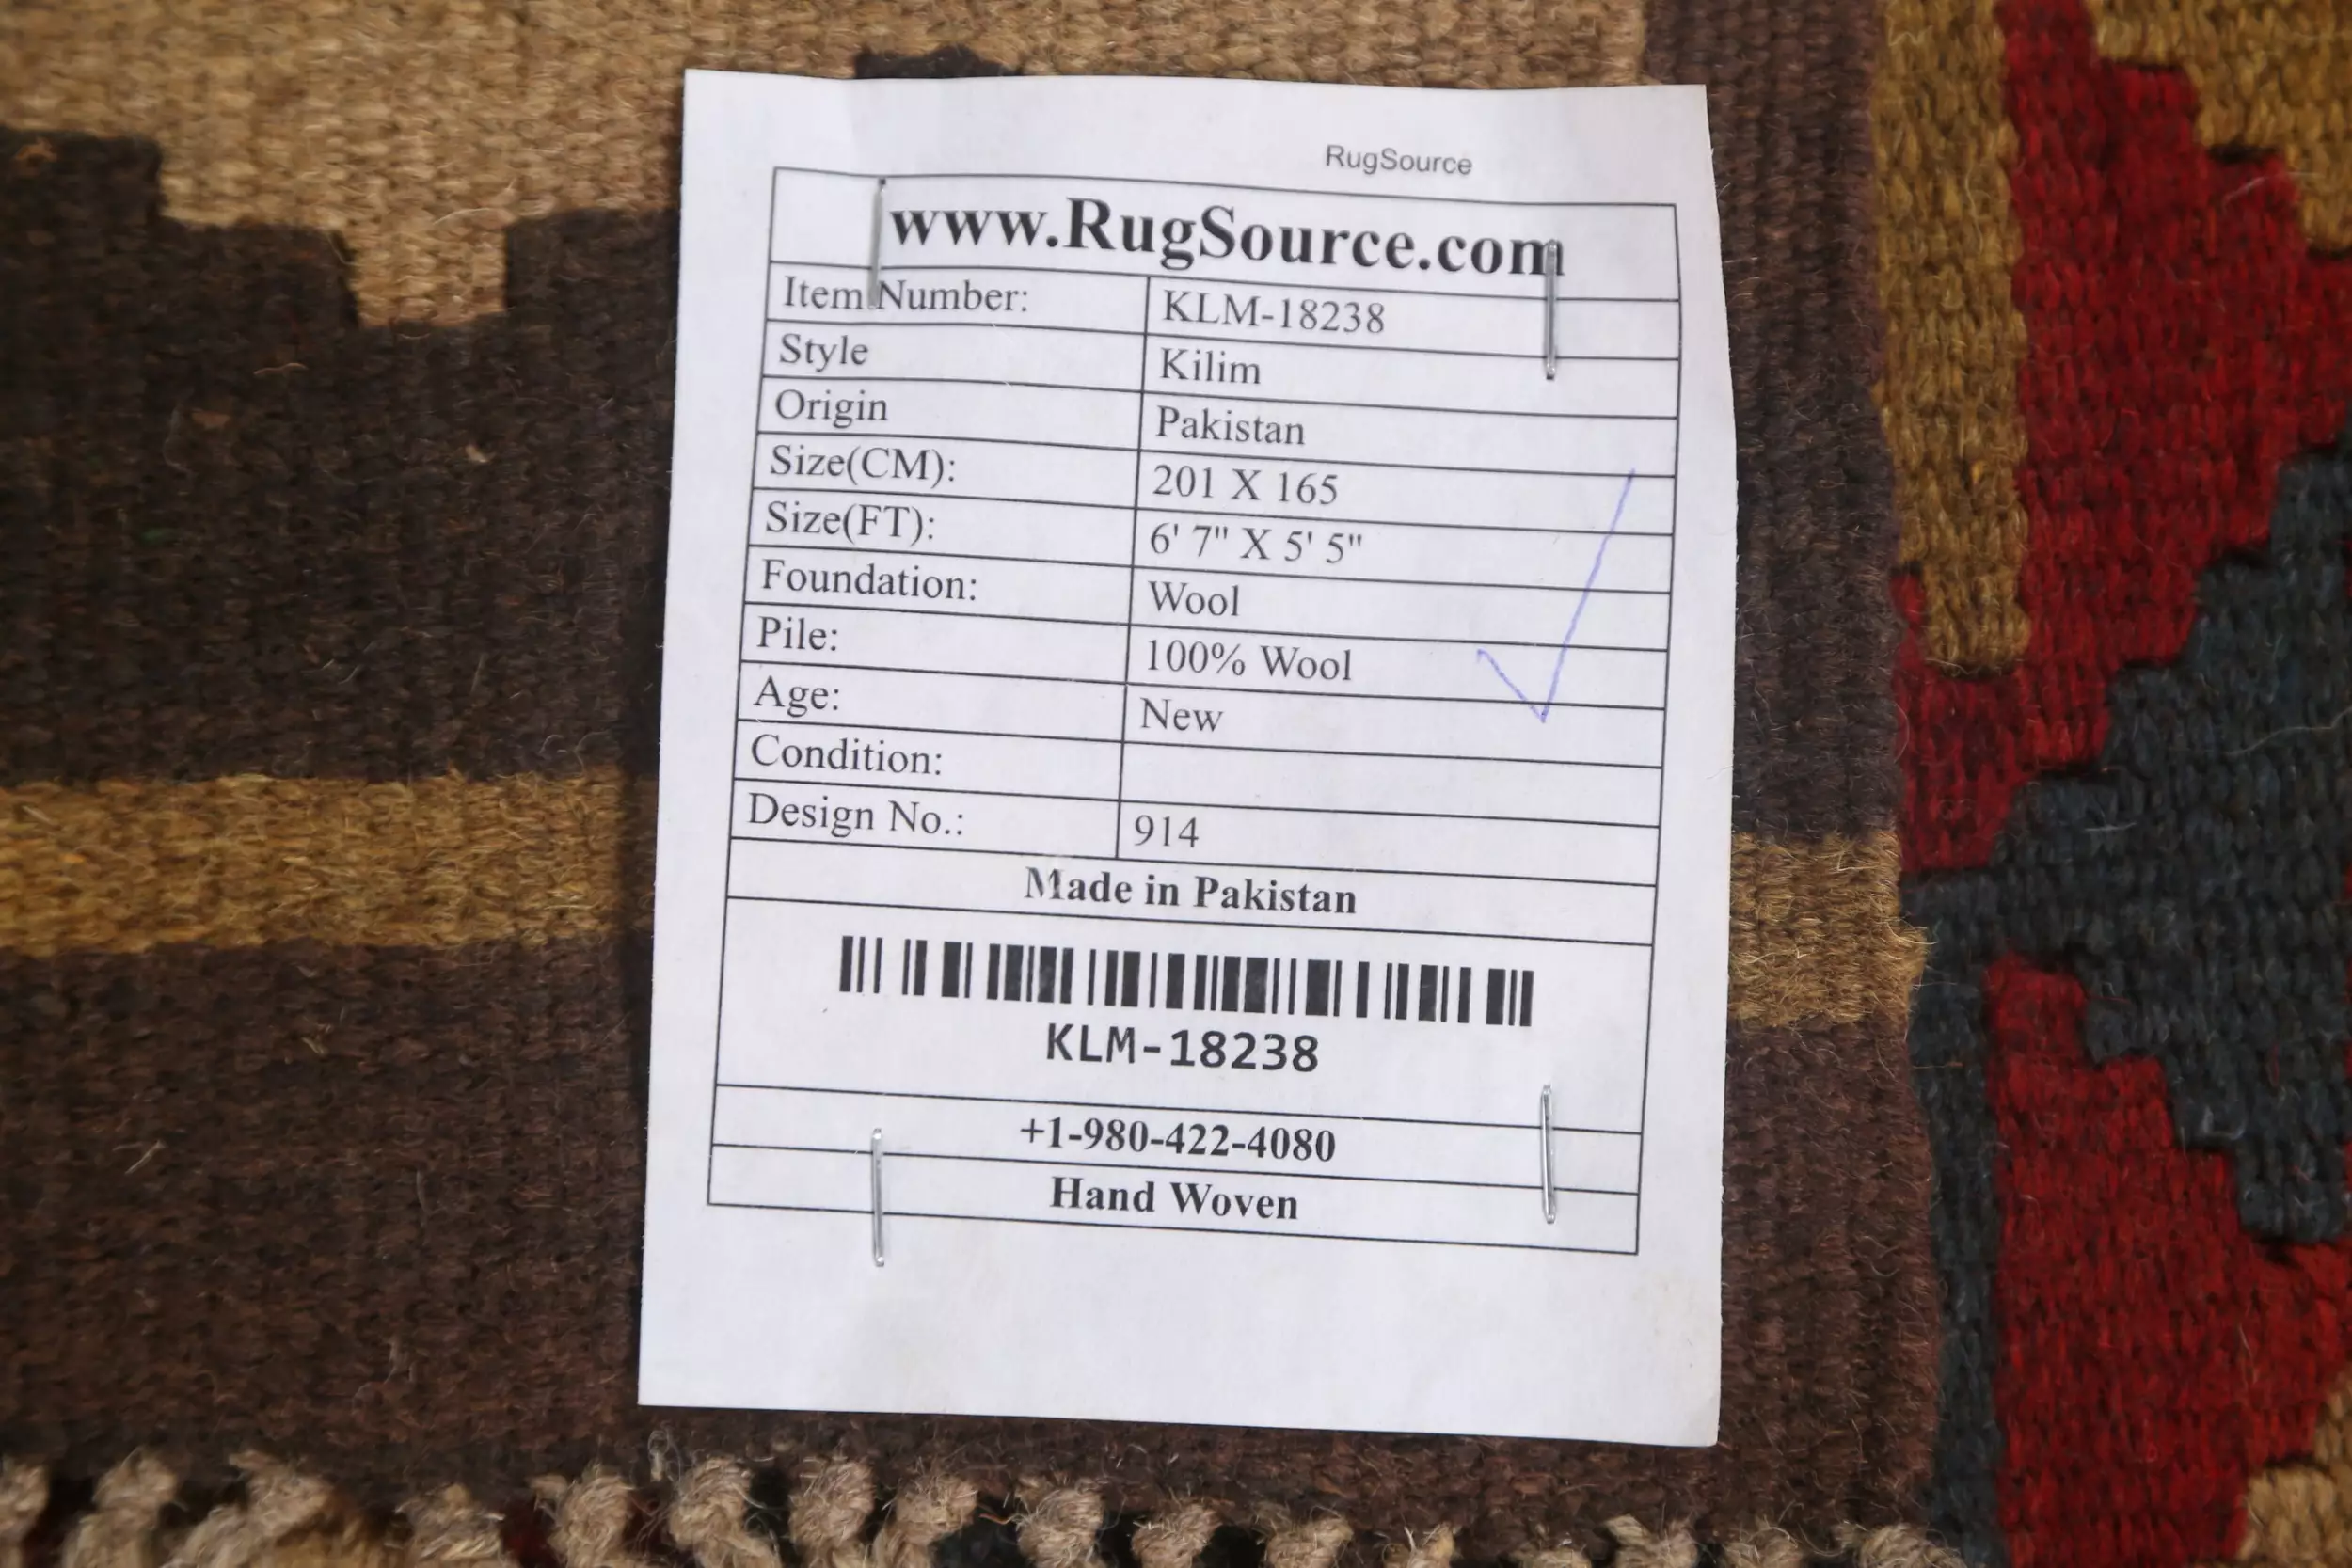 RugSource
www.RugSource.com
Item Number: KLM-18238
Style Kilim
Origin Pakistan
Size(CM): 201 X 165
Size(FT): 6' 7" X 5' 5"
Foundation: Wool
Pile: 100% Wool
Age: New
Condition:
Design No.: 914
Made in Pakistan
KLM-18238
+1-980-422-4080
Hand Woven